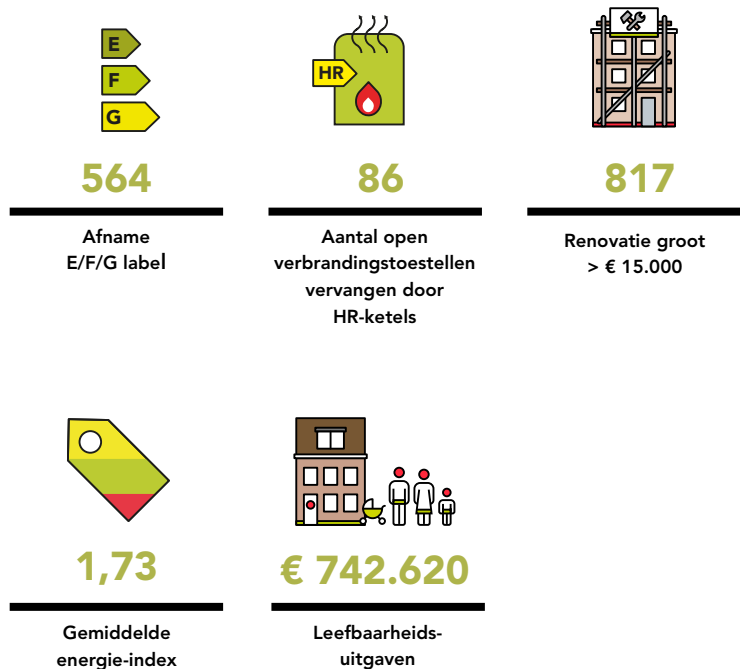 E
F
G
564
Afname
E/F/G label
HR
86
Aantal open
verbrandingstoestellen
vervangen door
HR-ketels
817
Renovatie groot
> € 15.000
1,73
Gemiddelde
energie-index
€ 742.620
Leefbaarheids-
uitgaven